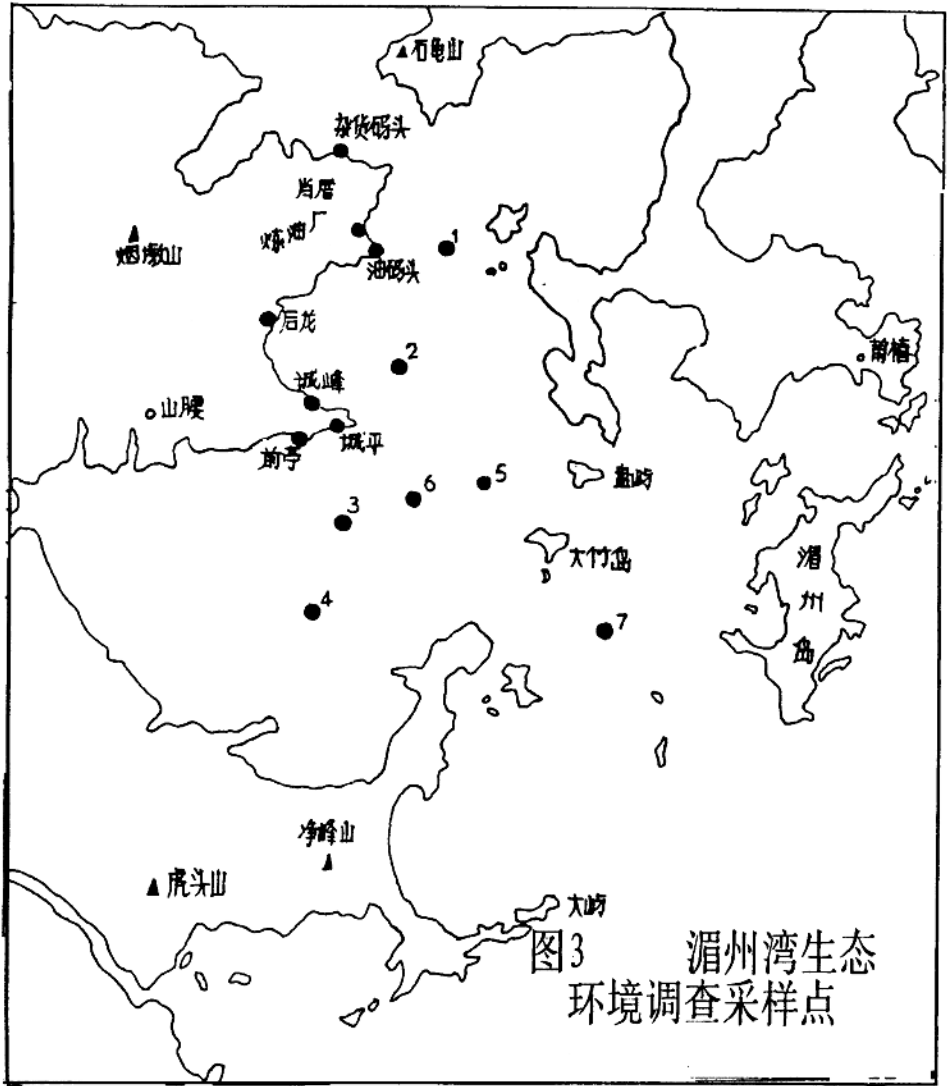 石龟山
杂货码头
肖厝
炼油厂
1
烟墩山
油码头
后龙
2
莆禧
城峰
山腰
城平
前亭
5
盘屿
6
3
大竹岛
湄
州
岛
4
7
净峰山
虎头山
大屿
图3 湄州湾生态
环境调查采样点